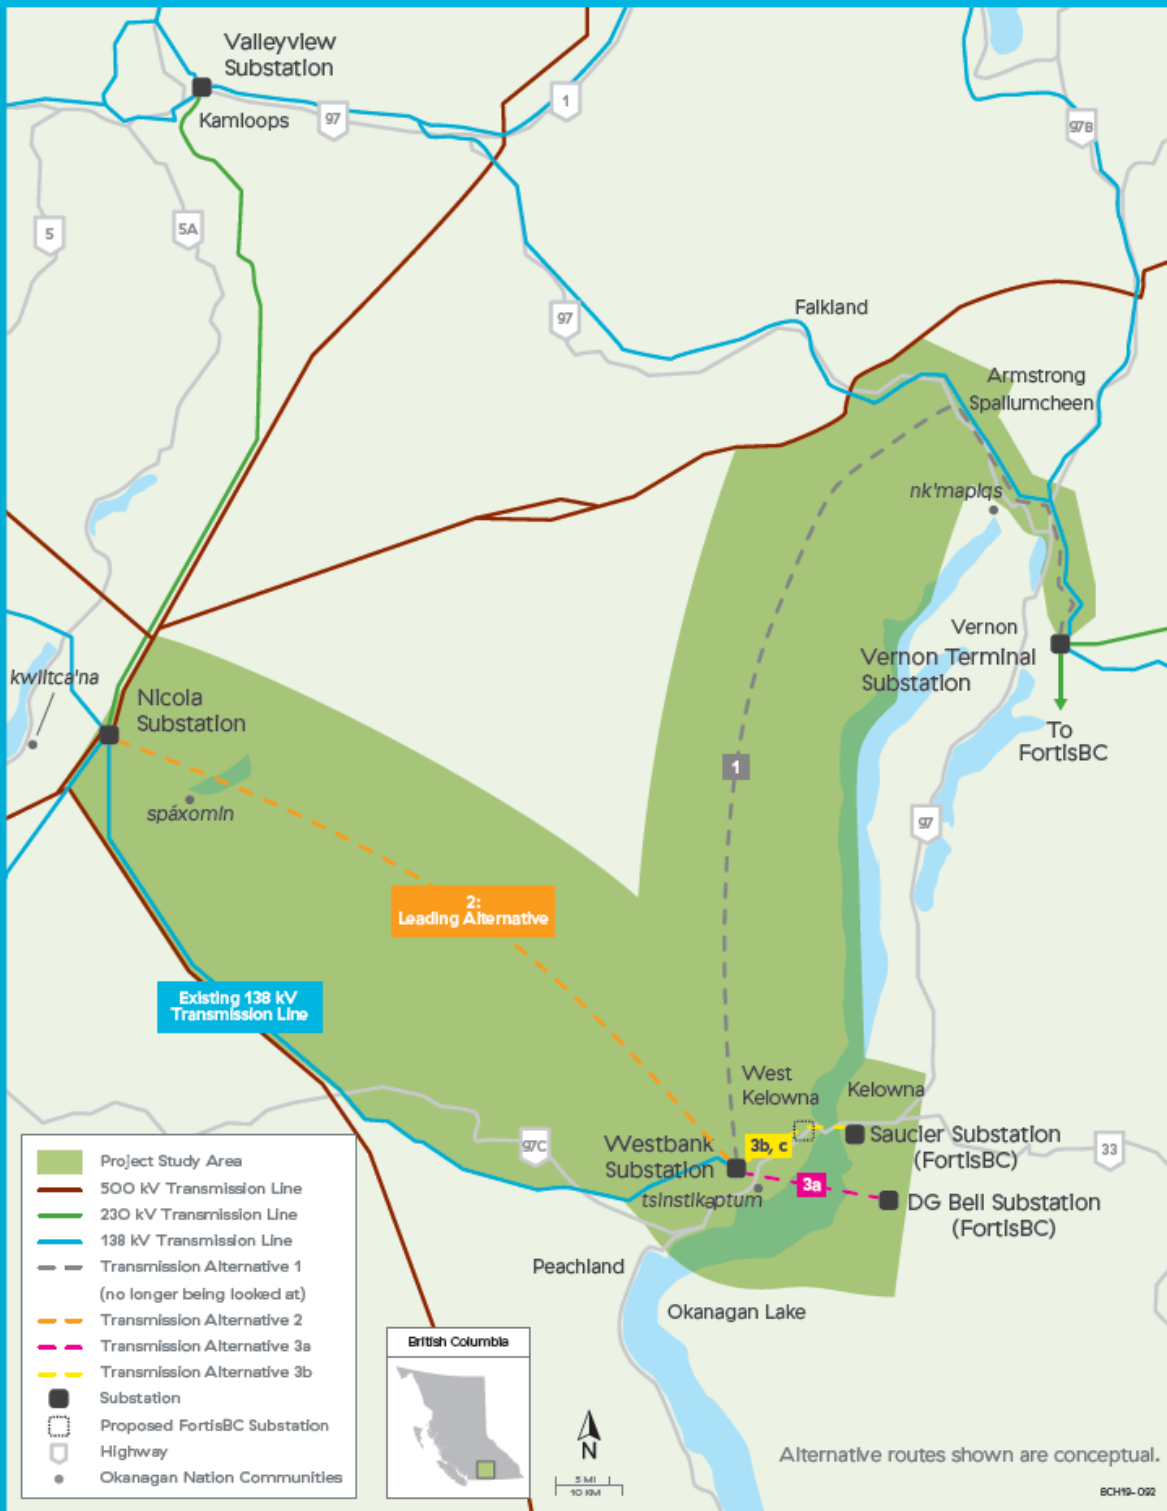 Valleyview
Substation
Kamloops
97
1
97B
5
5A
97
Falkland
Armstrong
Spallumcheen
nk'maplqs
kwiltca'na
Nicola
Substation
spáxomin
Vernon
Vernon Terminal
Substation
To
FortisBC
1
97
2:
Leading Alternative
Existing 138 kV
Transmission Line
West
Kelowna
Kelowna
97C
Westbank
Substation
3b, c
Saucier Substation
(FortisBC)
33
tsinstikaptum
3a
DG Bell Substation
(FortisBC)
Peachland
Okanagan Lake
Project Study Area
500 kV Transmission Line
230 kV Transmission Line
138 kV Transmission Line
Transmission Alternative 1
(no longer being looked at)
Transmission Alternative 2
Transmission Alternative 3a
Transmission Alternative 3b
Substation
Proposed FortisBC Substation
Highway
Okanagan Nation Communities
British Columbia
N
5 MI
10 KM
Alternative routes shown are conceptual.
BCH19-092